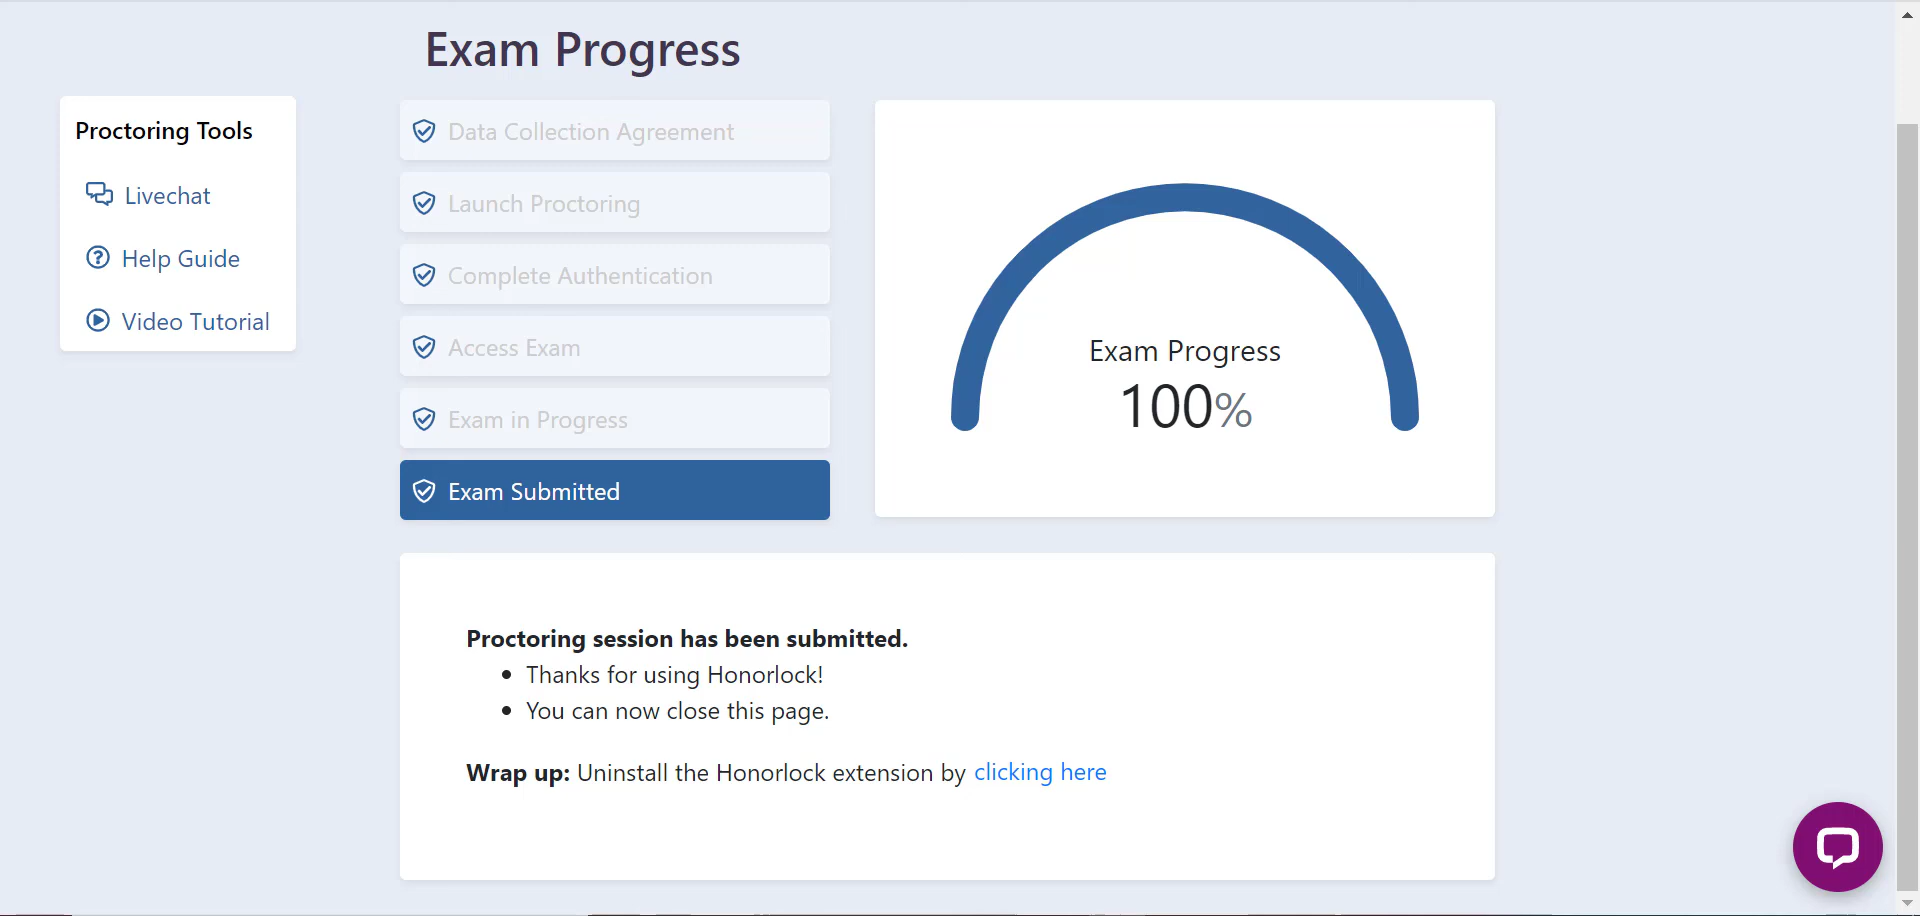 Exam Progress
Proctoring Tools
Livechat
Help Guide
Video Tutorial
Data Collection Agreement
Launch Proctoring
Complete Authentication
Access Exam
Exam in Progress
Exam Submitted
Exam Progress
100%
Proctoring session has been submitted.
• Thanks for using Honorlock!
• You can now close this page.
Wrap up: Uninstall the Honorlock extension by clicking here